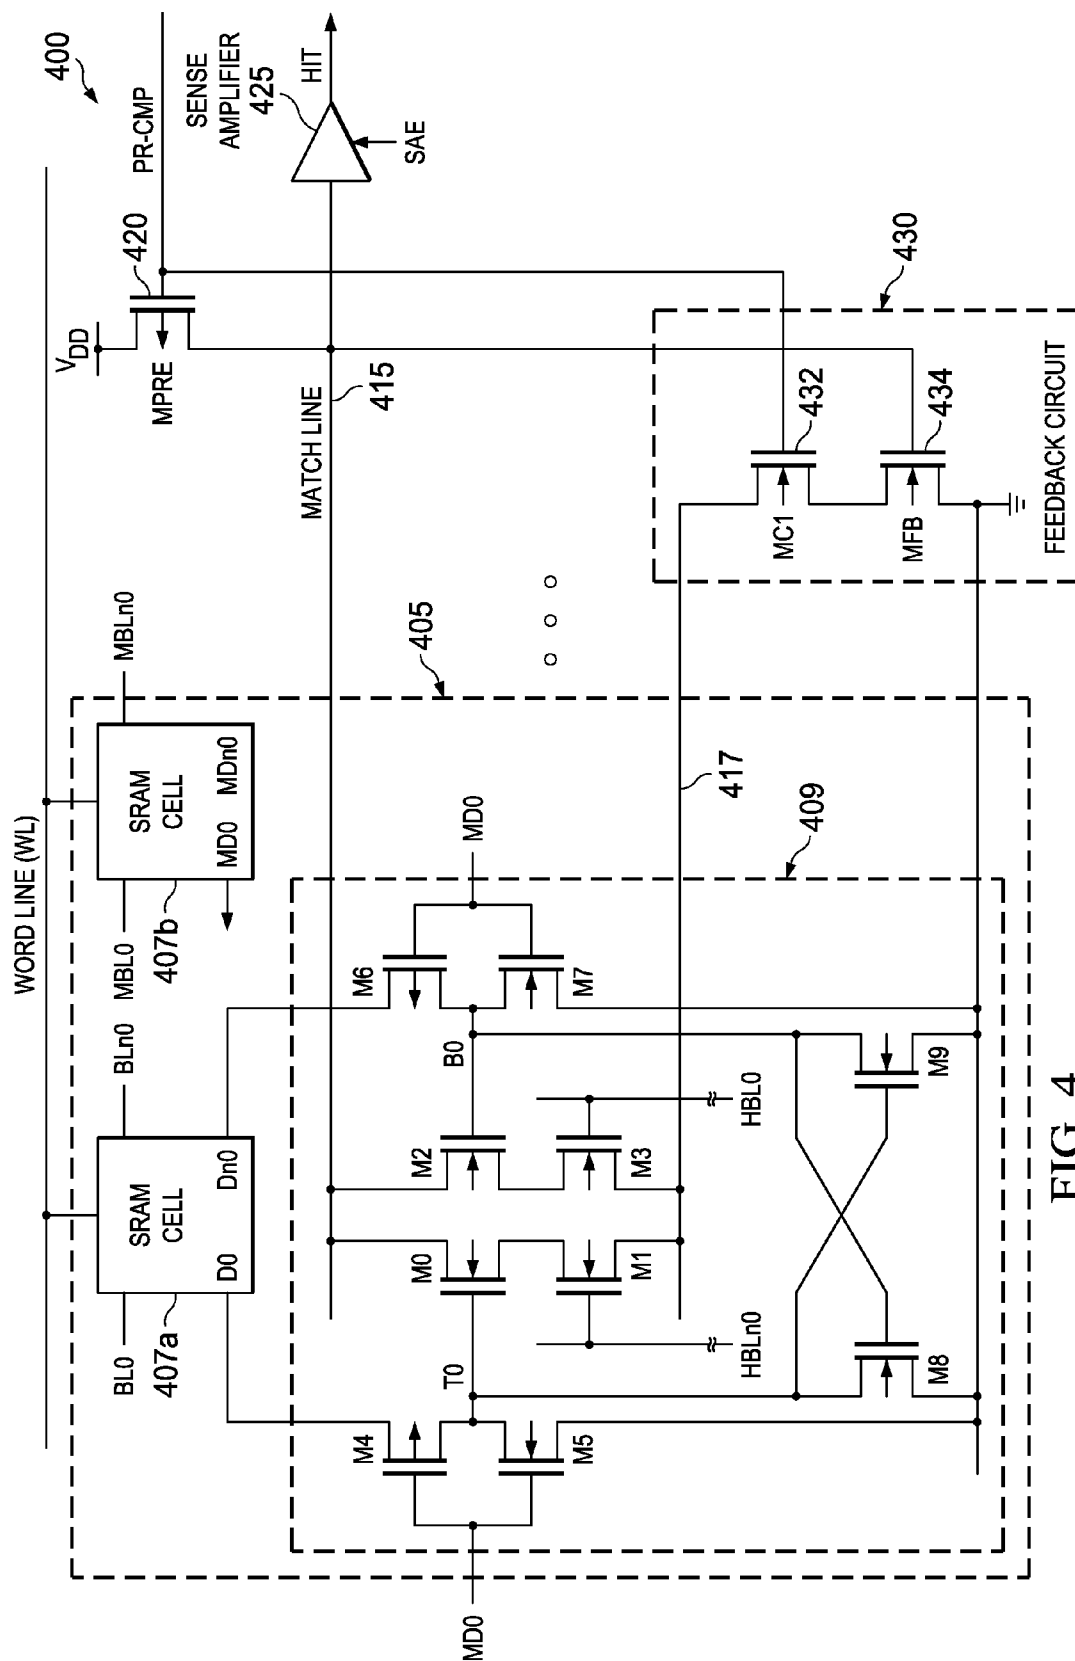 400
WORD LINE (WL)
PR-CMP
V_DD
420
MPRE
SENSE
AMPLIFIER
425
HIT
SAE
MATCH LINE
415
405
BL0
BLn0
MBL0
MBLn0
SRAM
CELL
D0
Dn0
407a
SRAM
CELL
MD0
MDn0
407b
MD0
M4
M5
T0
M0
M1
HBLn0
M2
M3
HBL0
B0
M6
M7
MD0
M8
M9
409
417
430
432
MC1
434
MFB
FEEDBACK CIRCUIT
FIG. 4